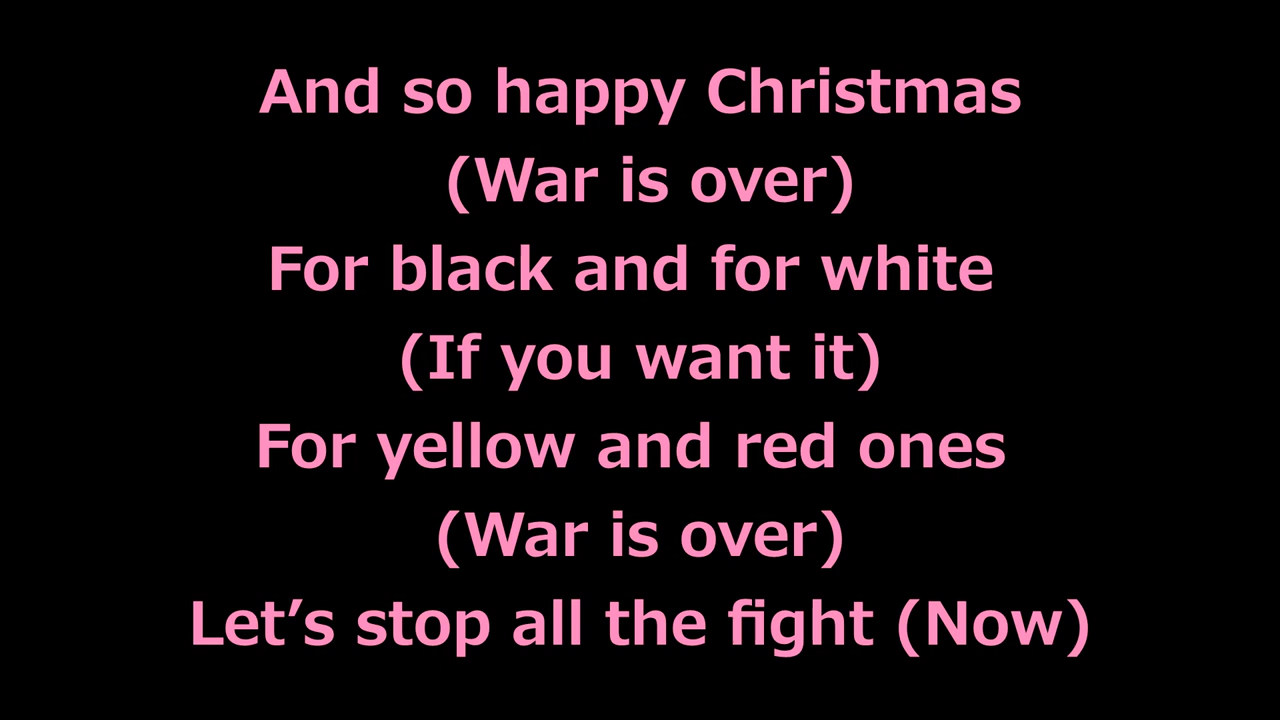 And so happy Christmas
(War is over)
For black and for white
(If you want it)
For yellow and red ones
(War is over)
Let’s stop all the fight (Now)